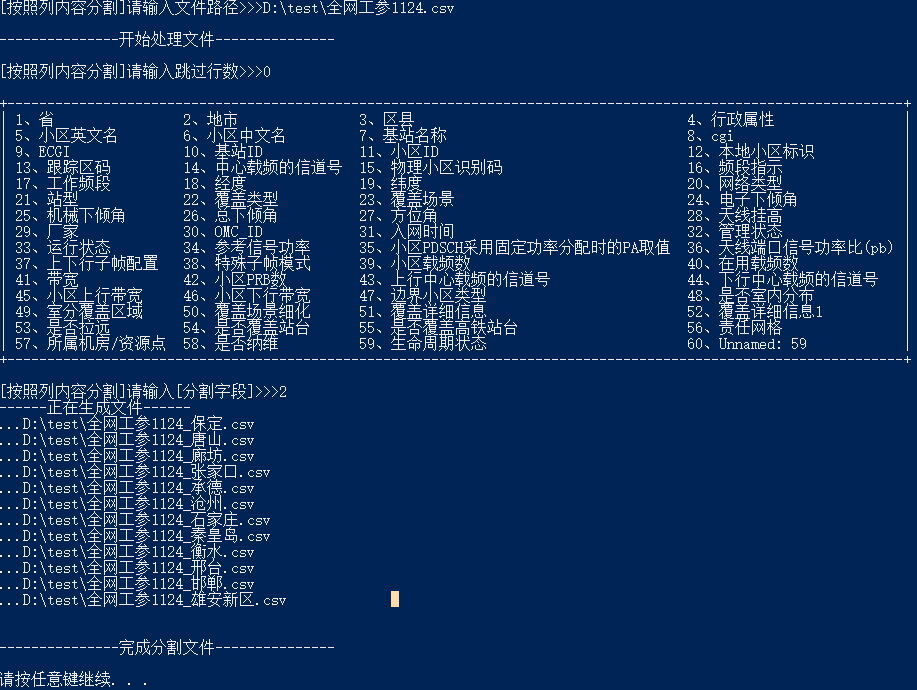 [按照列内容分割]请输入文件路径>>>D:\test\全网工参1124.csv
---------------开始处理文件---------------
[按照列内容分割]请输入跳过行数>>>0
1、省 2、地市 3、区县 4、行政属性
5、小区英文名 6、小区中文名 7、基站名称 8、cgi
9、ECGI 10、基站ID 11、小区ID 12、本地小区标识
13、跟踪区码 14、中心载频的信道号 15、物理小区识别码 16、频段指示
17、工作频段 18、经度 19、纬度 20、网络类型
21、站型 22、覆盖类型 23、覆盖场景 24、电子下倾角
25、机械下倾角 26、总下倾角 27、方位角 28、天线挂高
29、厂家 30、OMC_ID 31、入网时间 32、管理状态
33、运行状态 34、参考信号功率 35、小区PDSCH采用固定功率分配时的PA取值 36、天线端口信号功率比(pb)
37、上下行子帧配置 38、特殊子帧模式 39、小区载频数 40、在用载频数
41、带宽 42、小区PRB数 43、上行中心载频的信道号 44、下行中心载频的信道号
45、小区上行带宽 46、小区下行带宽 47、边界小区类型 48、是否室内分布
49、室分覆盖区域 50、覆盖场景细化 51、覆盖详细信息 52、覆盖详细信息1
53、是否拉远 54、是否覆盖站台 55、是否覆盖高铁站台 56、责任网格
57、所属机房/资源点 58、是否纳维 59、生命周期状态 60、Unnamed: 59
[按照列内容分割]请输入[分割字段]>>>2
------正在生成文件------
...D:\test\全网工参1124_保定.csv
...D:\test\全网工参1124_唐山.csv
...D:\test\全网工参1124_廊坊.csv
...D:\test\全网工参1124_张家口.csv
...D:\test\全网工参1124_承德.csv
...D:\test\全网工参1124_沧州.csv
...D:\test\全网工参1124_石家庄.csv
...D:\test\全网工参1124_秦皇岛.csv
...D:\test\全网工参1124_衡水.csv
...D:\test\全网工参1124_邢台.csv
...D:\test\全网工参1124_邯郸.csv
...D:\test\全网工参1124_雄安新区.csv
---------------完成分割文件---------------
请按任意键继续. . .